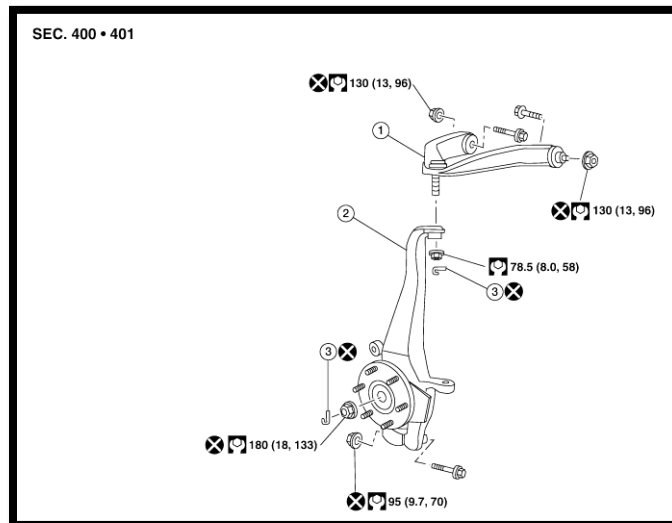 SEC. 400 • 401
130 (13, 96)
1
130 (13, 96)
2
78.5 (8.0, 58)
3
3
180 (18, 133)
95 (9.7, 70)